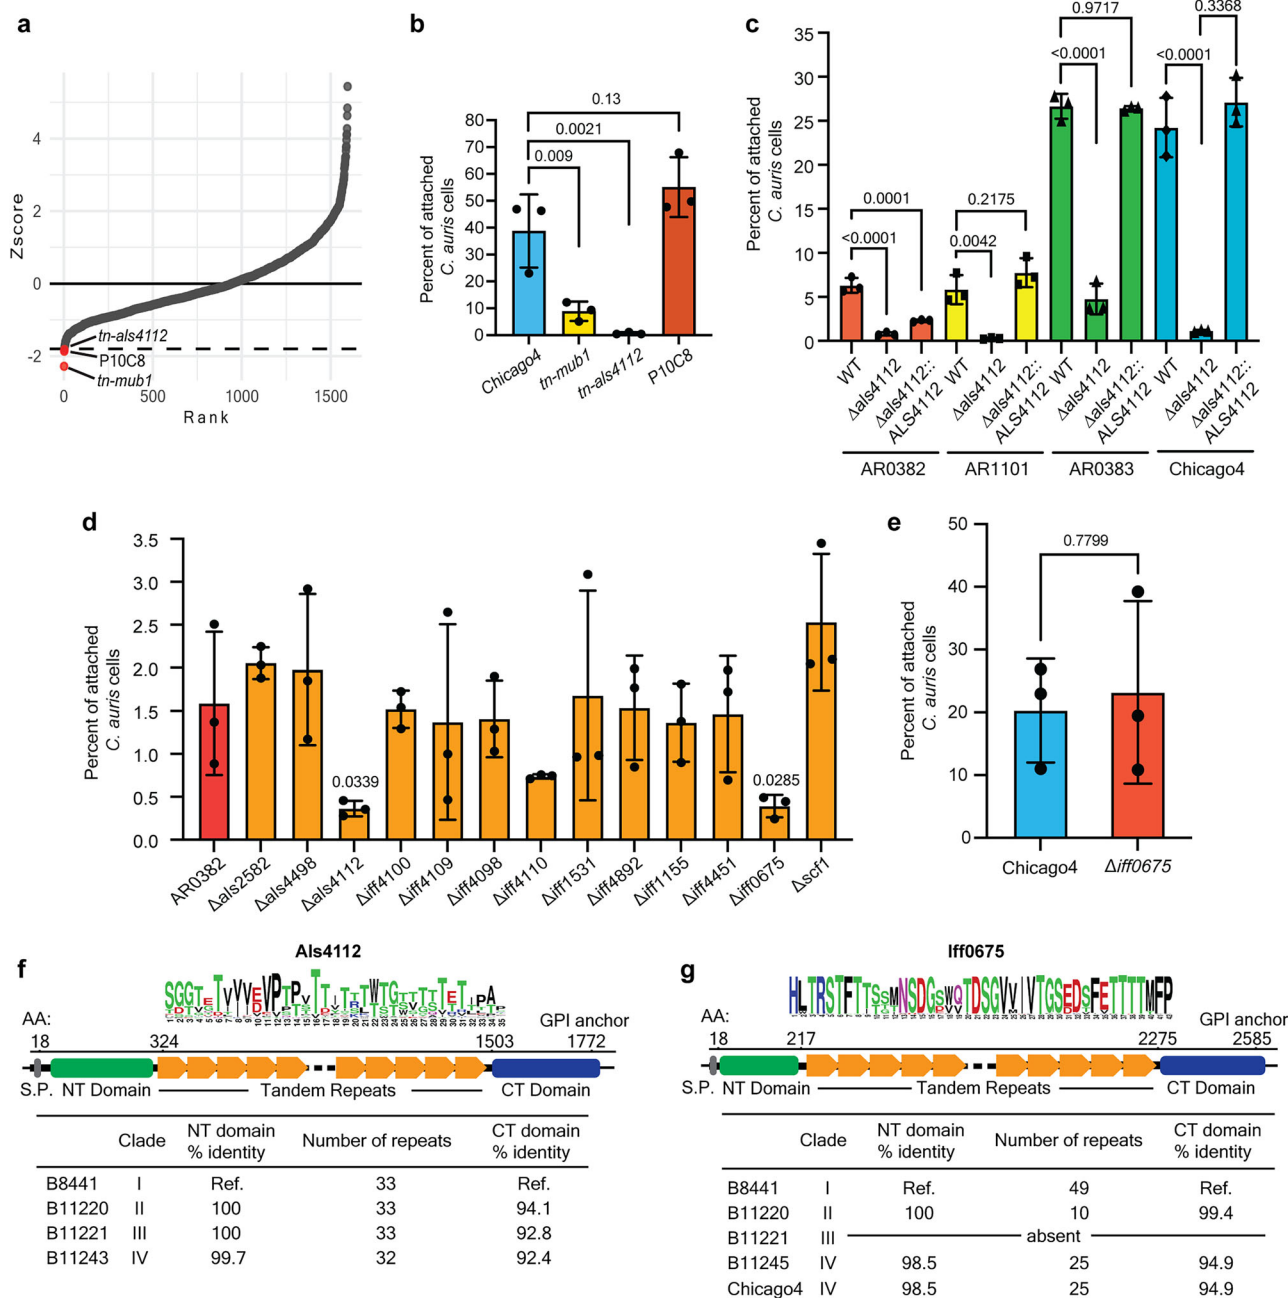 a
Zscore
4
2
0
-2
tn-als4112
P10C8
tn-mub1
0
500
1000
1500
Rank
b
Percent of attached
C. auris cells
80
70
60
50
40
30
20
10
0
0.13
0.0021
0.009
Chicago4
tn-mub1
tn-als4112
P10C8
c
Percent of attached
C. auris cells
35
30
25
20
15
10
5
0
0.0001
<0.0001
0.2175
0.0042
0.9717
<0.0001
0.3368
<0.0001
WT
Δals4112
Δals4112::
ALS4112
WT
Δals4112
Δals4112::
ALS4112
WT
Δals4112
Δals4112::
ALS4112
WT
Δals4112
Δals4112::
ALS4112
AR0382
AR1101
AR0383
Chicago4
d
Percent of attached
C. auris cells
3.5
3.0
2.5
2.0
1.5
1.0
0.5
0.0
0.0339
0.0285
AR0382
Δals2582
Δals4498
Δals4112
Δiff4100
Δiff4109
Δiff4098
Δiff4110
Δiff1531
Δiff4892
Δiff1155
Δiff4451
Δiff0675
Δscf1
e
Percent of attached
C. auris cells
50
40
30
20
10
0
0.7799
Chicago4
Δiff0675
f
Als4112
AA:
GPI anchor
18 324 1503 1772
S.P. NT Domain Tandem Repeats CT Domain
Clade NT domain % identity Number of repeats CT domain % identity
B8441 I Ref. 33 Ref.
B11220 II 100 33 94.1
B11221 III 100 33 92.8
B11243 IV 99.7 32 92.4
g
Iff0675
AA:
GPI anchor
18 217 2275 2585
S.P. NT Domain Tandem Repeats CT Domain
Clade NT domain % identity Number of repeats CT domain % identity
B8441 I Ref. 49 Ref.
B11220 II 100 10 99.4
B11221 III absent
B11245 IV 98.5 25 94.9
Chicago4 IV 98.5 25 94.9